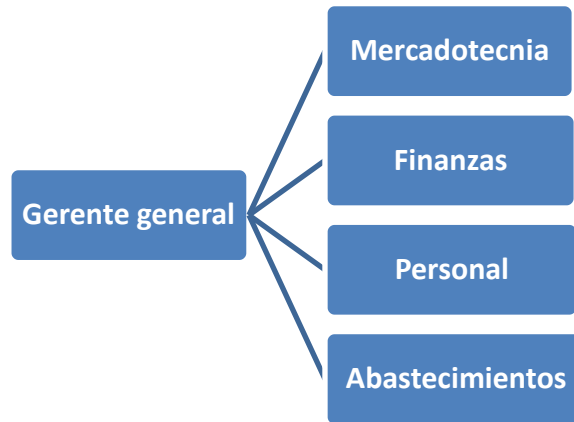 Mercadotecnia
Finanzas
Gerente general
Personal
Abastecimientos